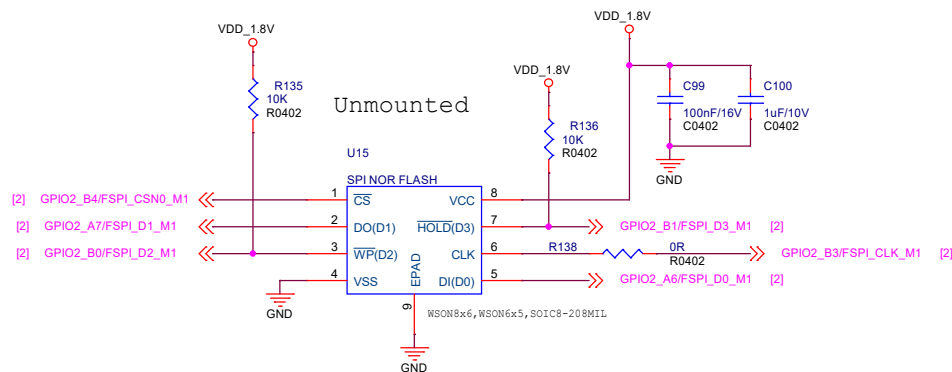 VDD_1.8V
VDD_1.8V
VDD_1.8V
R135
10K
R0402
Unmounted
R136
10K
R0402
C99
100nF/16V
C0402
C100
1uF/10V
C0402
GND
U15
SPI NOR FLASH
[2] GPIO2_B4/FSPI_CSN0_M1
1 CS VCC 8
[2] GPIO2_A7/FSPI_D1_M1
2 DO(D1) HOLD(D3) 7
GPIO2_B1/FSPI_D3_M1 [2]
[2] GPIO2_B0/FSPI_D2_M1
3 WP(D2) CLK 6
R138 0R
R0402
GPIO2_B3/FSPI_CLK_M1 [2]
4 VSS DI(D0) 5
GPIO2_A6/FSPI_D0_M1 [2]
EPAD
9
GND
WSON8x6,WSON6x5,SOIC8-208MIL
GND